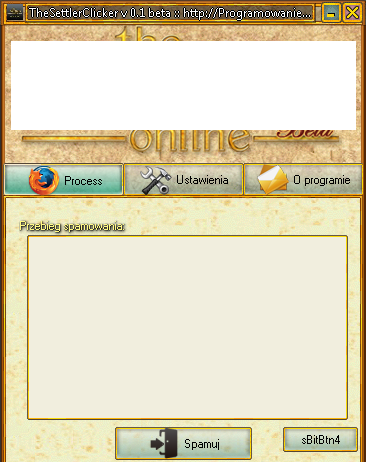 TheSettlerClicker v 0.1 beta :: http://Programowanie...
the
online
Beta
Process
Ustawienia
O programie
Przebieg spamowania:
Spamuj
sBitBtn4